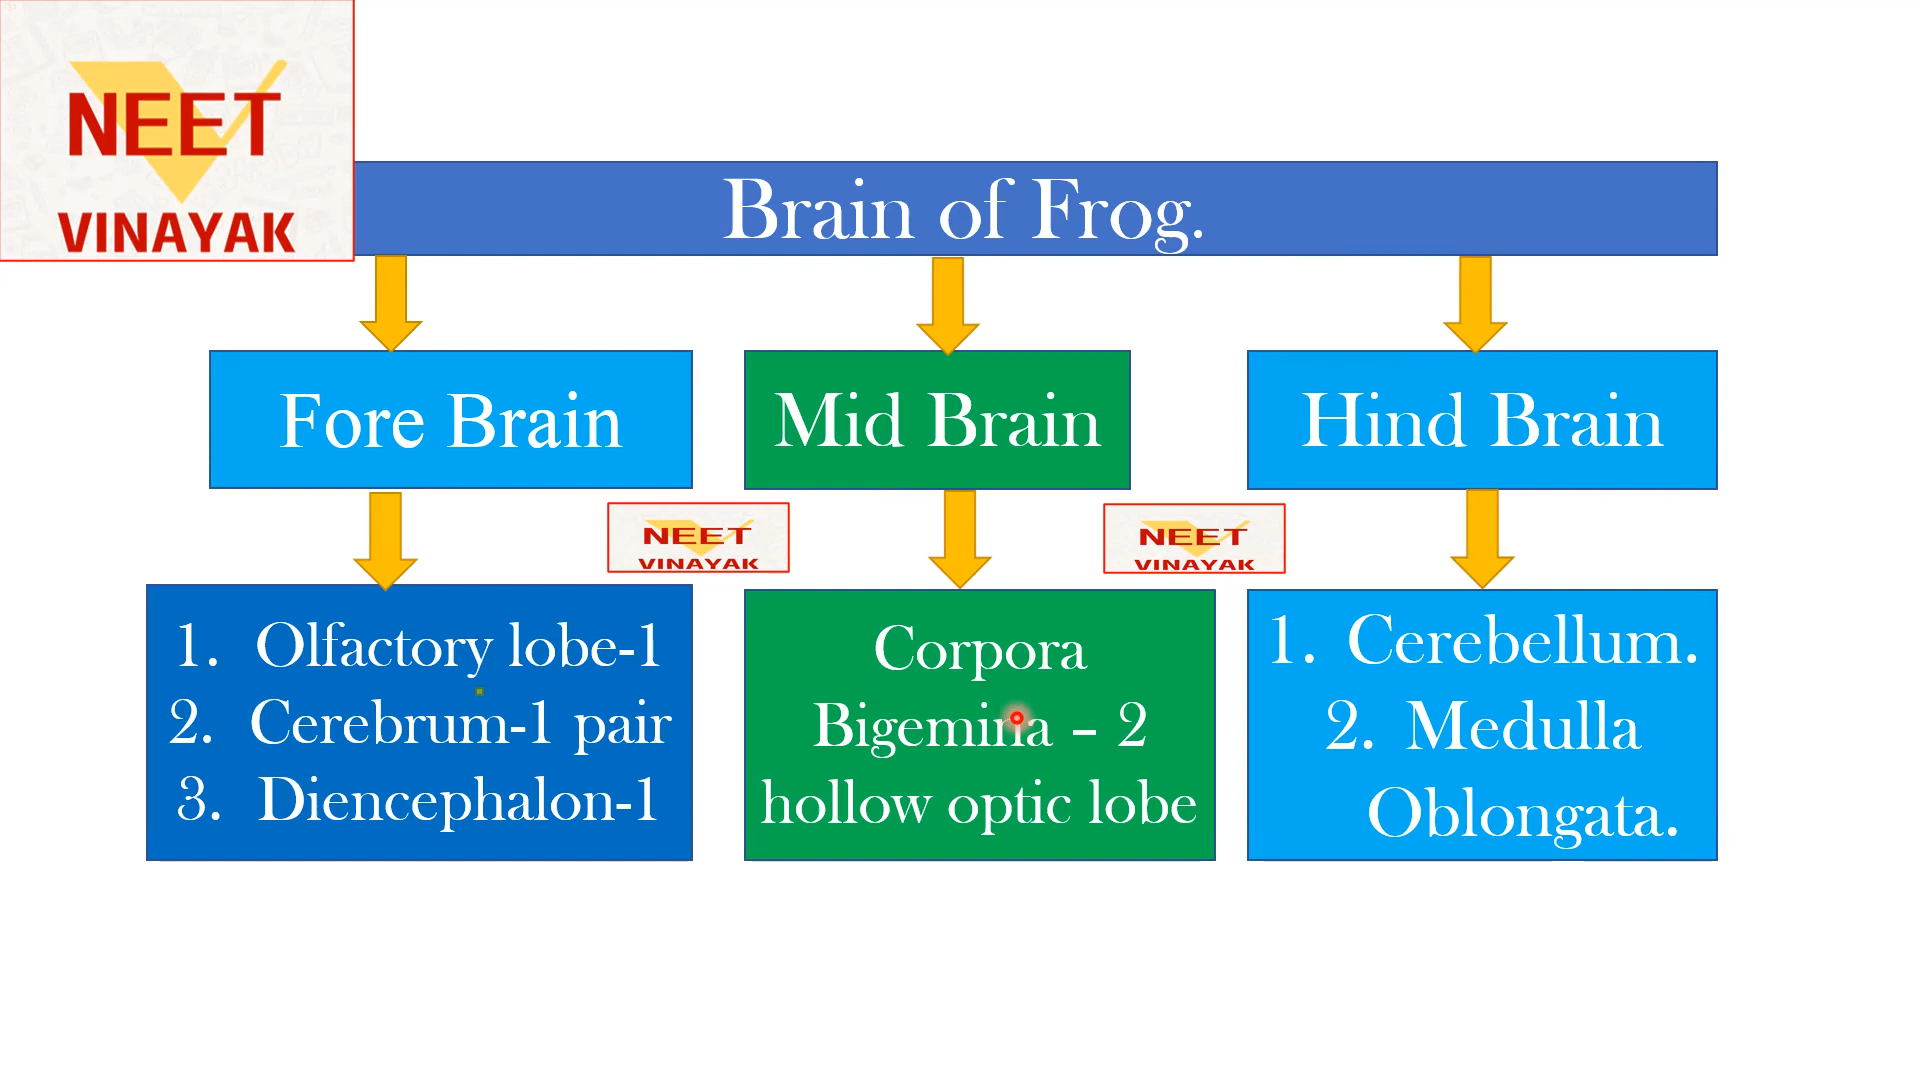 NEET
VINAYAK
Brain of Frog.
Fore Brain
Mid Brain
Hind Brain
NEET
VINAYAK
NEET
VINAYAK
1. Olfactory lobe-1
2. Cerebrum-1 pair
3. Diencephalon-1
Corpora
Bigemina – 2
hollow optic lobe
1. Cerebellum.
2. Medulla
Oblongata.